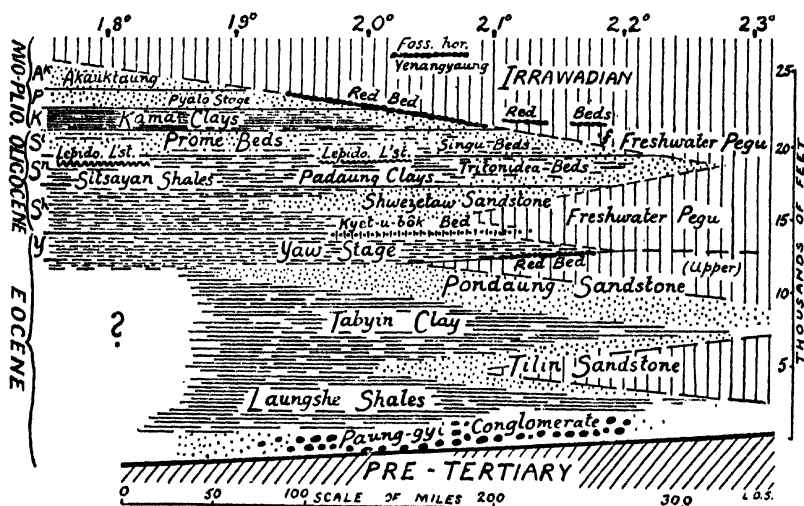 1,8° 1,9° 2,0° 2,1° 2,2° 2,3°
Foss. hor.
Yenangyaung
IRRAWADIAN
MIO-PLIO.
OLIGOCENE
EOCENE
Ak
P
K
S
Sn
Sh
Y
Akauktaung
Pyalo Stage
Red Bed
Red Beds
Kama Clays
Prome Beds
Singu-Beds
f
Freshwater Pegu
Lepido. Lst.
Lepido. L'st.
Tritonidea-Beds
Sitsayan Shales
Padaung Clays
Shwezetaw Sandstone
Kyct-u-bôk Bed
Freshwater Pegu
Yaw Stage
Red Bed
(Upper)
Pondaung Sandstone
?
Tabyin Clay
Tilin Sandstone
Laungshe Shales
Paung-gyi Conglomerate
PRE-TERTIARY
25
20
15
10
5
THOUSANDS OF FEET
0 50 100 200 300
SCALE OF MILES
L.D.S.